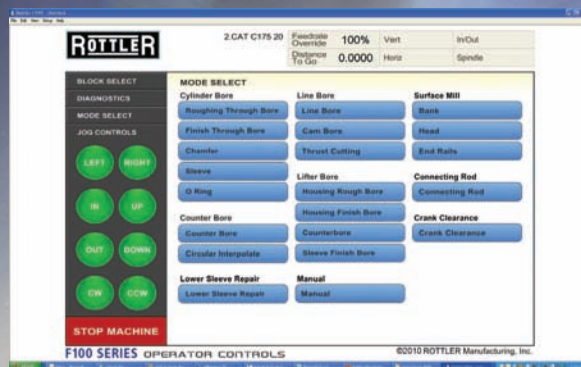 ROTTLER
2.CAT C175 20
Feedrate Override 100% Vert In/Out
Distance To Go 0.0000 Horiz Spindle
BLOCK SELECT
DIAGNOSTICS
MODE SELECT
JOG CONTROLS
LEFT RIGHT
IN UP
OUT DOWN
CW CCW
STOP MACHINE
MODE SELECT
Cylinder Bore
Roughing Through Bore
Finish Through Bore
Chamfer
Sleeve
O Ring
Counter Bore
Counter Bore
Circular Interpolate
Lower Sleeve Repair
Lower Sleeve Repair
Line Bore
Line Bore
Cam Bore
Thrust Cutting
Lifter Bore
Housing Rough Bore
Housing Finish Bore
Counterbore
Sleeve Finish Bore
Manual
Manual
Surface Mill
Bank
Head
End Rails
Connecting Rod
Connecting Rod
Crank Clearance
Crank Clearance
F100 SERIES OPERATOR CONTROLS
©2010 ROTTLER Manufacturing, Inc.